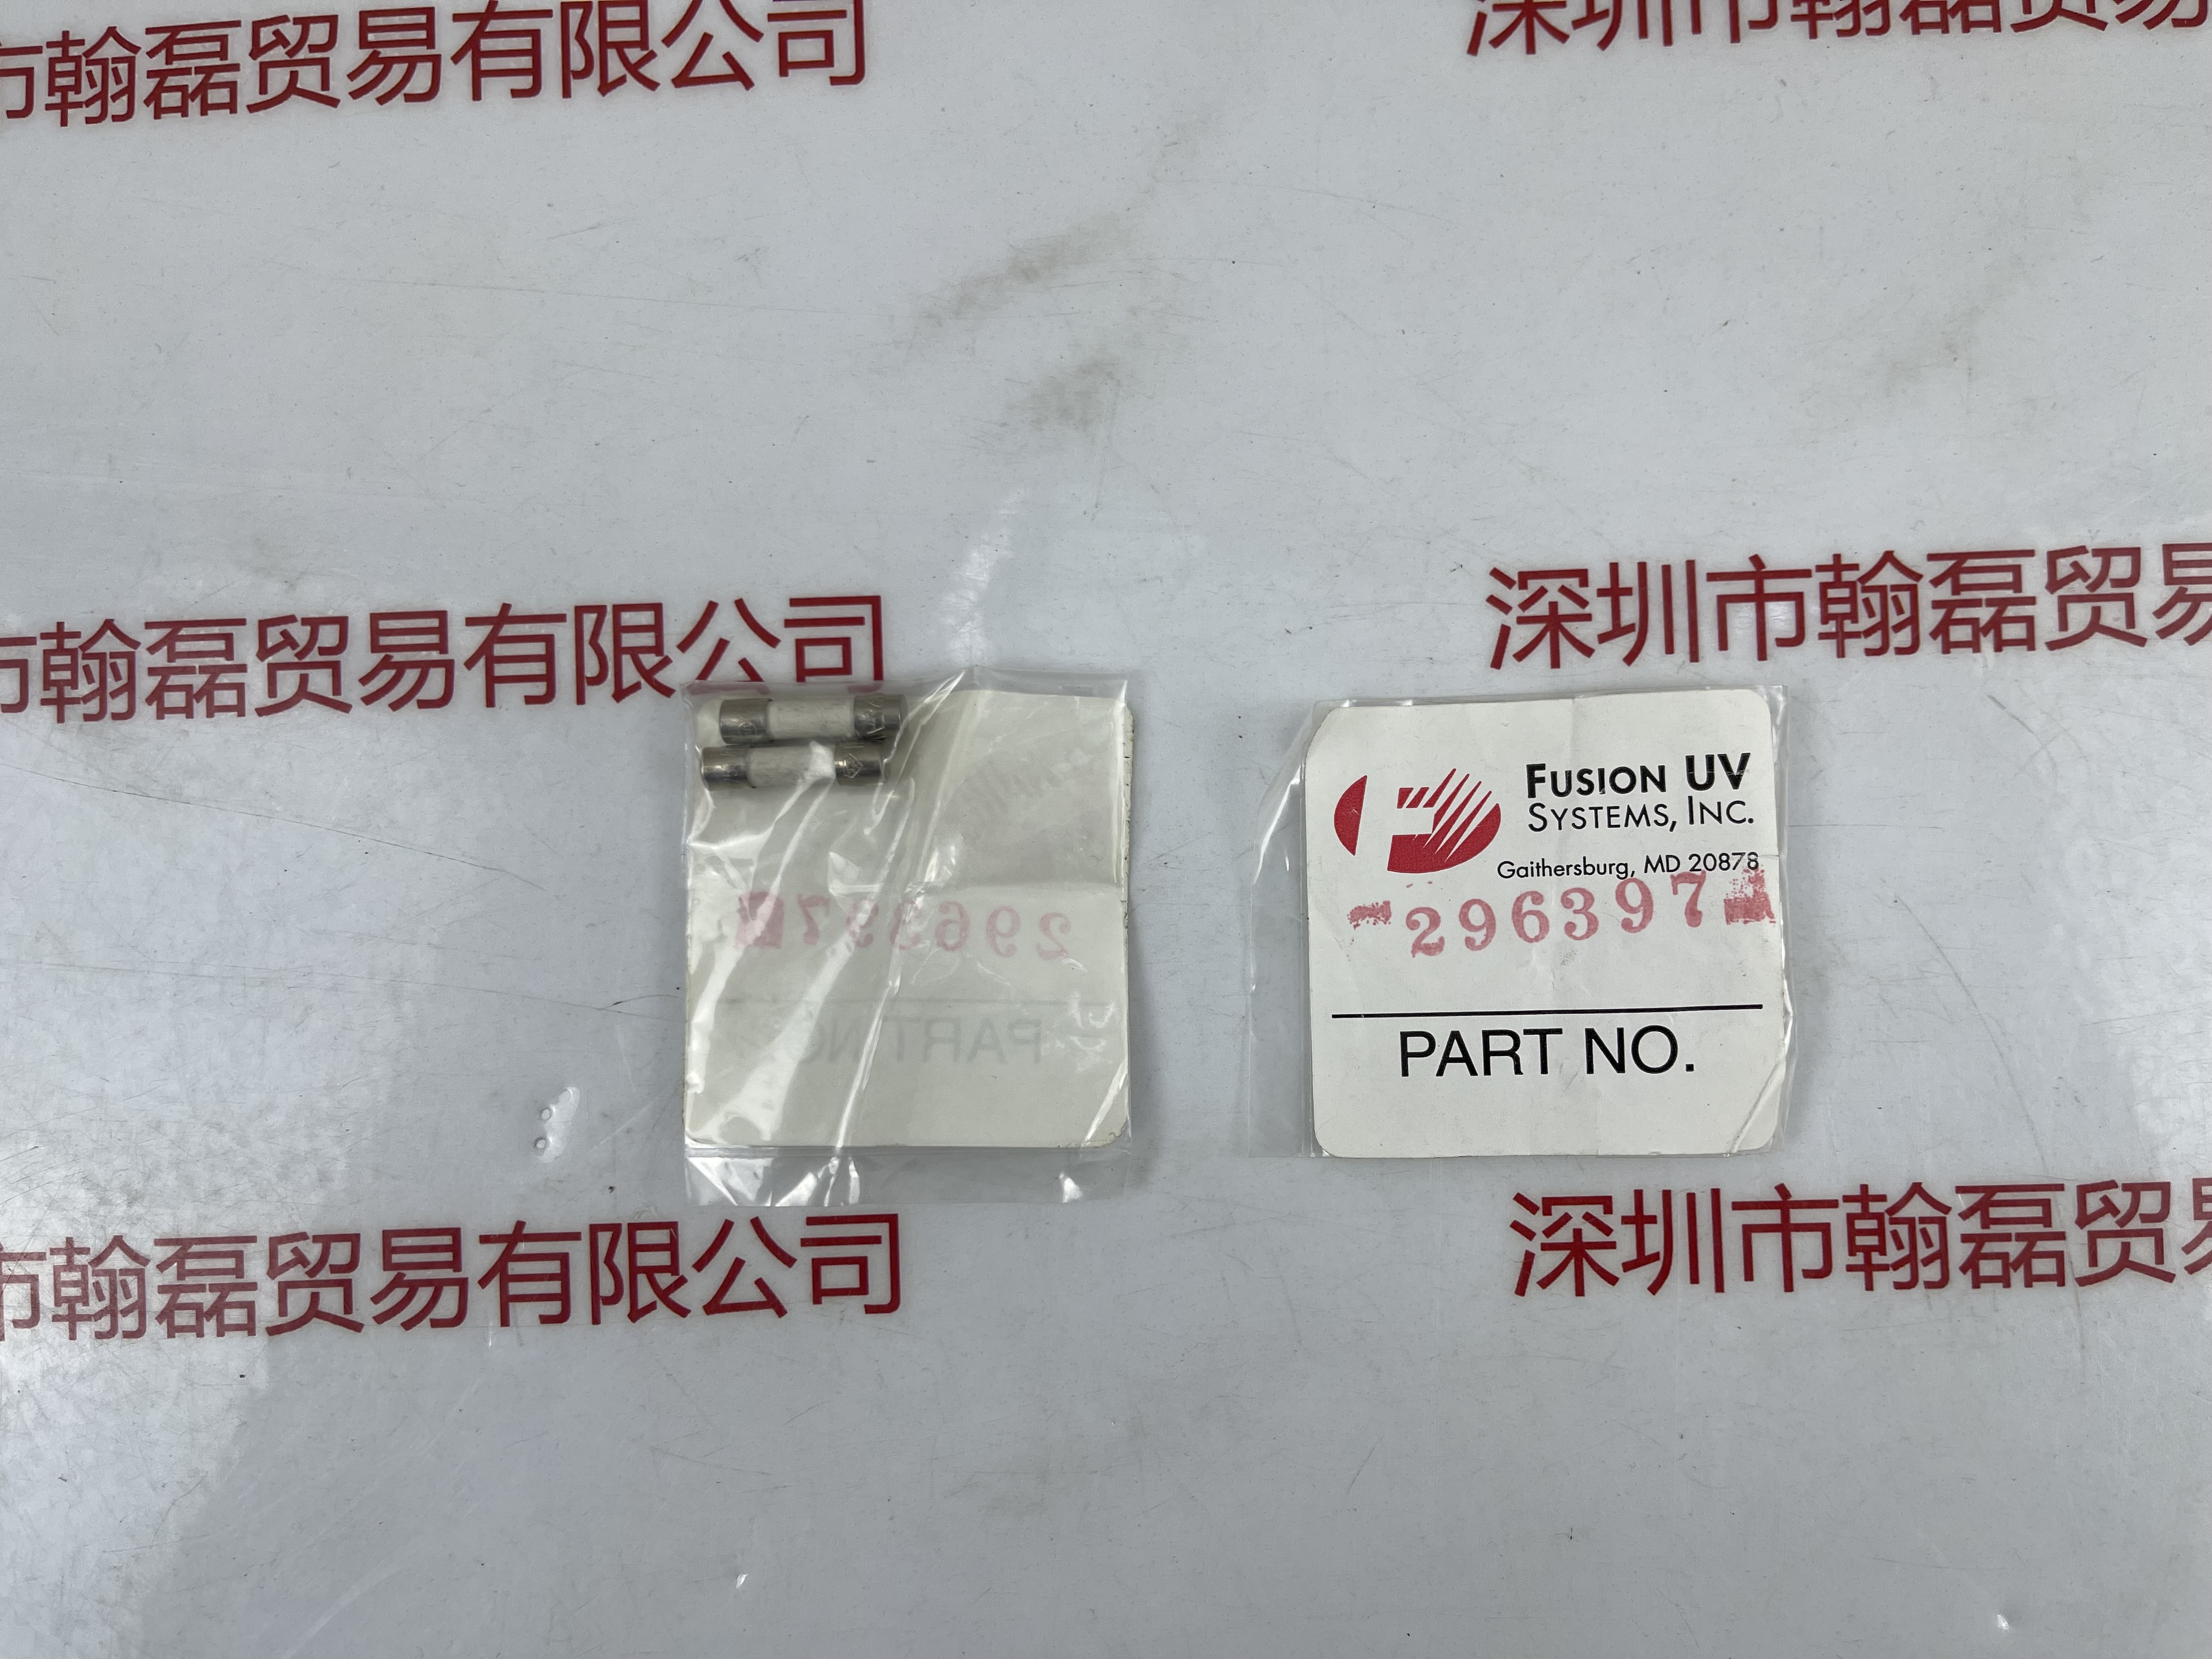 市翰磊贸易有限公司
深圳市翰磊贸易
市翰磊贸易有限公司
深圳市翰磊贸易
FUSION UV
SYSTEMS, INC.
Gaithersburg, MD 20878
296397
PART NO.
296397
PART NO
市翰磊贸易有限公司
深圳市翰磊贸易